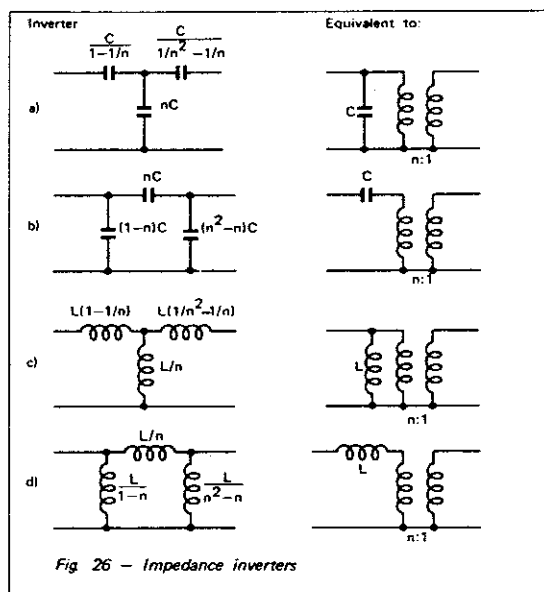 Inverter
Equivalent to:
C/(1−1/n)
C/(1/n² −1/n)
a)
nC
C
n:1
nC
C
b)
(1−n)C
(n²−n)C
n:1
L(1−1/n)
L(1/n²−1/n)
c)
L/n
L
n:1
L/n
L
d)
L/(1−n)
L/(n²−n)
n:1
Fig. 26 — Impedance inverters